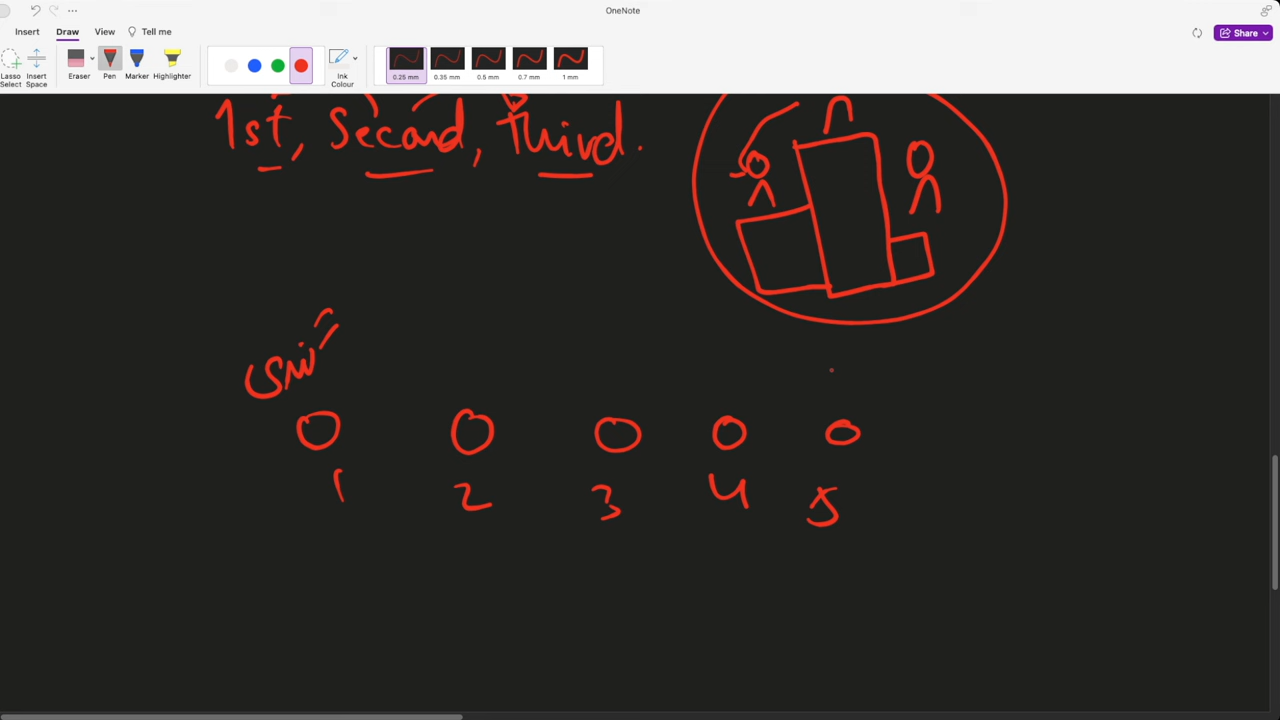 OneNote
Insert Draw View Tell me
Share
Lasso Select
Insert Space
Eraser
Pen
Marker
Highlighter
Ink Colour
0.25 mm 0.35 mm 0.5 mm 0.7 mm 1 mm
1st, Second, third.
1 2 3 4 5